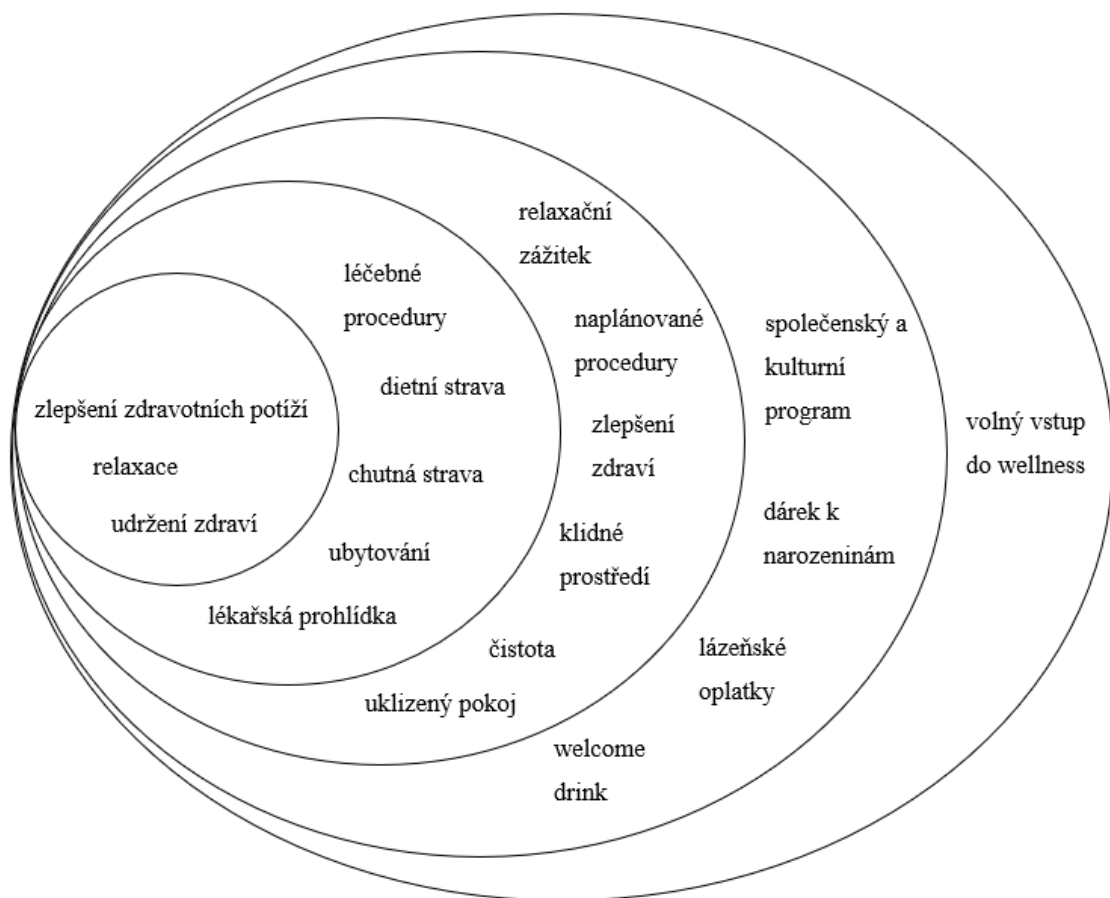 zlepšení zdravotních potíží
relaxace
udržení zdraví
léčebné
procedury
dietní strava
chutná strava
ubytování
lékařská prohlídka
relaxační
zážitek
naplánované
procedury
zlepšení
zdraví
klidné
prostředí
čistota
uklizený pokoj
společenský a
kulturní
program
dárek k
narozeninám
lázeňské
oplatky
welcome
drink
volný vstup
do wellness